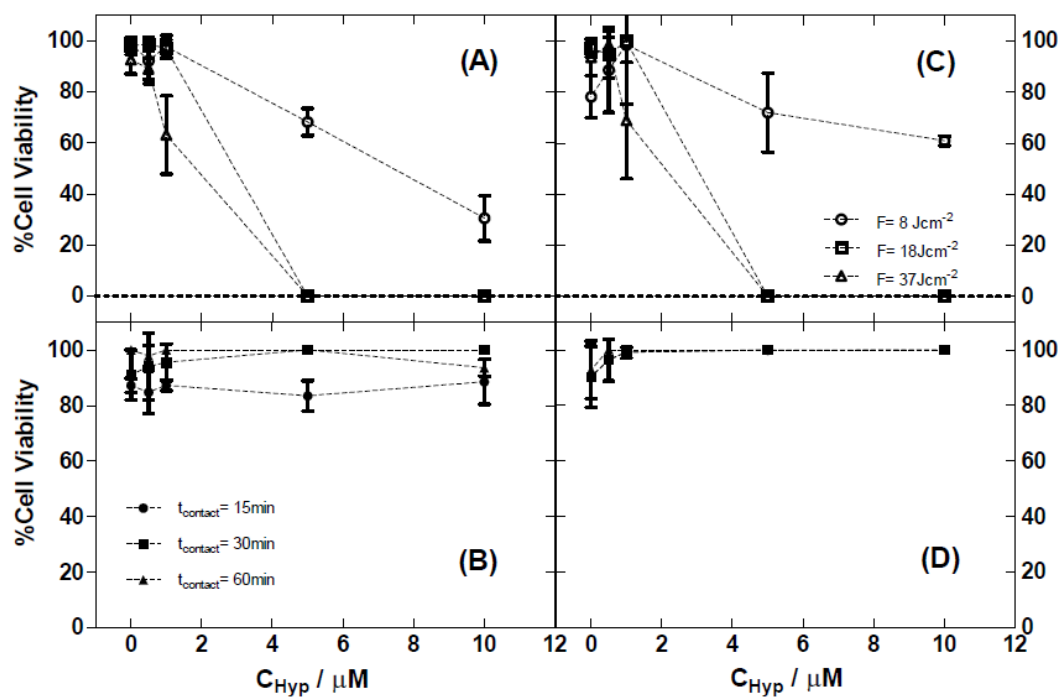 100
80
60
40
20
0
%Cell Viability
(A)
100
80
60
40
20
0
(C)
F= 8 Jcm-2
F= 18Jcm-2
F= 37Jcm-2
100
80
60
40
20
0
%Cell Viability
tcontact= 15min
tcontact= 30min
tcontact= 60min
(B)
100
80
60
40
20
0
(D)
0 2 4 6 8 10 12
0 2 4 6 8 10 12
CHyp / μM
CHyp / μM